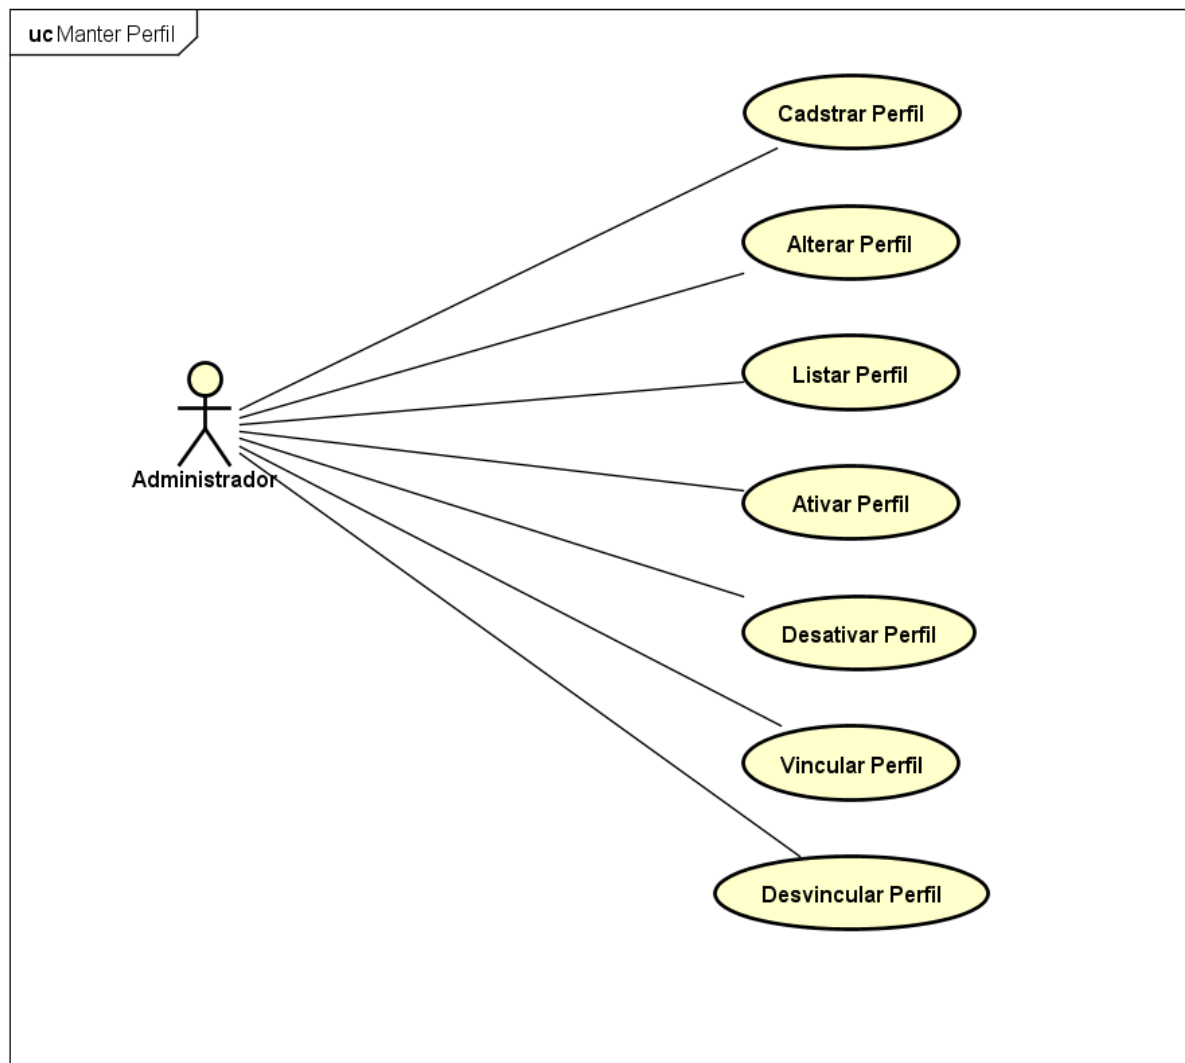 uc Manter Perfil
Cadstrar Perfil
Alterar Perfil
Listar Perfil
Ativar Perfil
Administrador
Desativar Perfil
Vincular Perfil
Desvincular Perfil